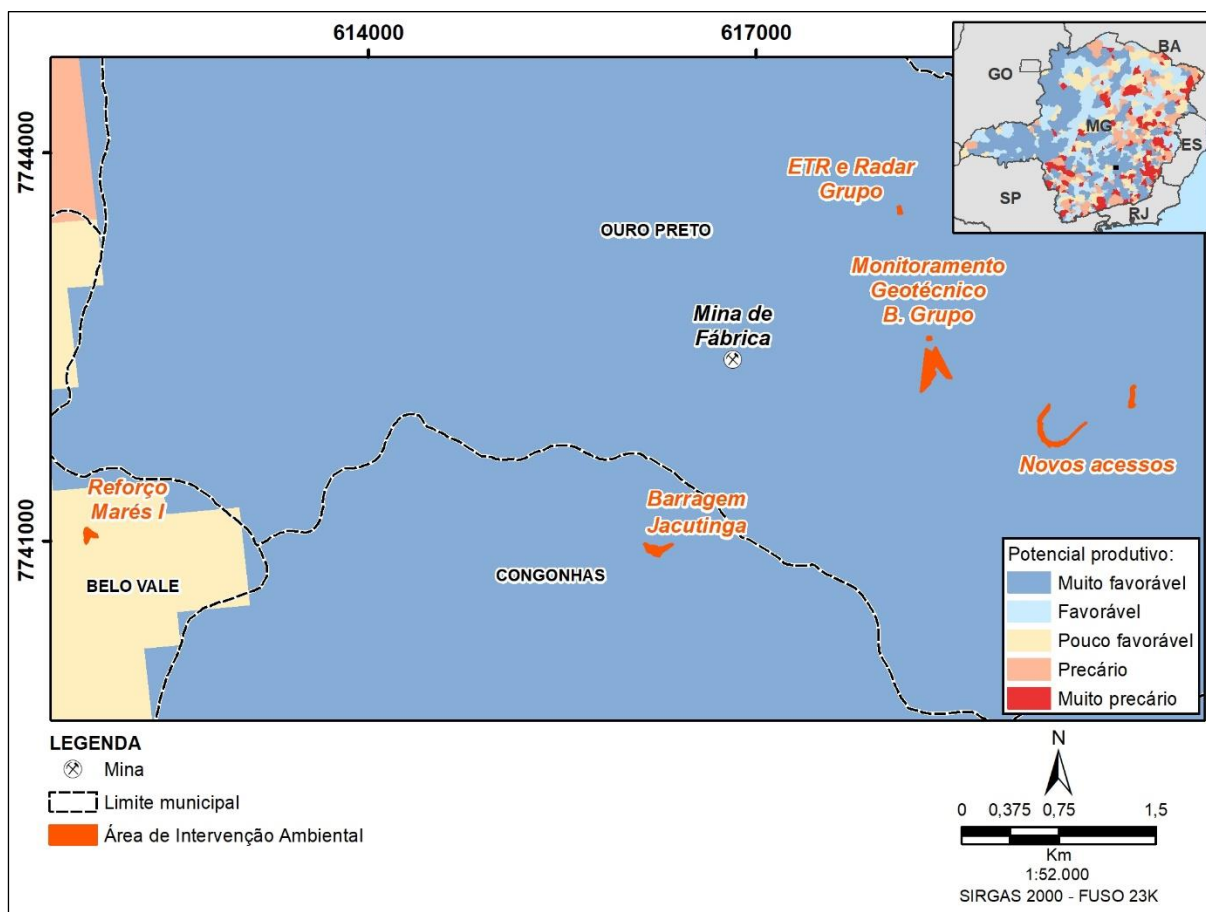 614000
617000
7744000
7741000
GO
BA
MG
ES
SP
RJ
ETR e Radar
Grupo
OURO PRETO
Monitoramento
Geotécnico
B. Grupo
Mina de
Fábrica
Novos acessos
Reforço
Marés I
Barragem
Jacutinga
BELO VALE
CONGONHAS
Potencial produtivo:
Muito favorável
Favorável
Pouco favorável
Precário
Muito precário
LEGENDA
Mina
Limite municipal
Área de Intervenção Ambiental
N
0 0,375 0,75 1,5
Km
1:52.000
SIRGAS 2000 - FUSO 23K